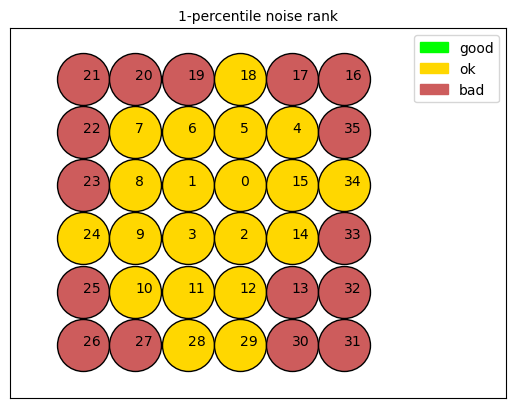 1-percentile noise rank
good
ok
bad
21 20 19 18 17 16
22 7 6 5 4 35
23 8 1 0 15 34
24 9 3 2 14 33
25 10 11 12 13 32
26 27 28 29 30 31